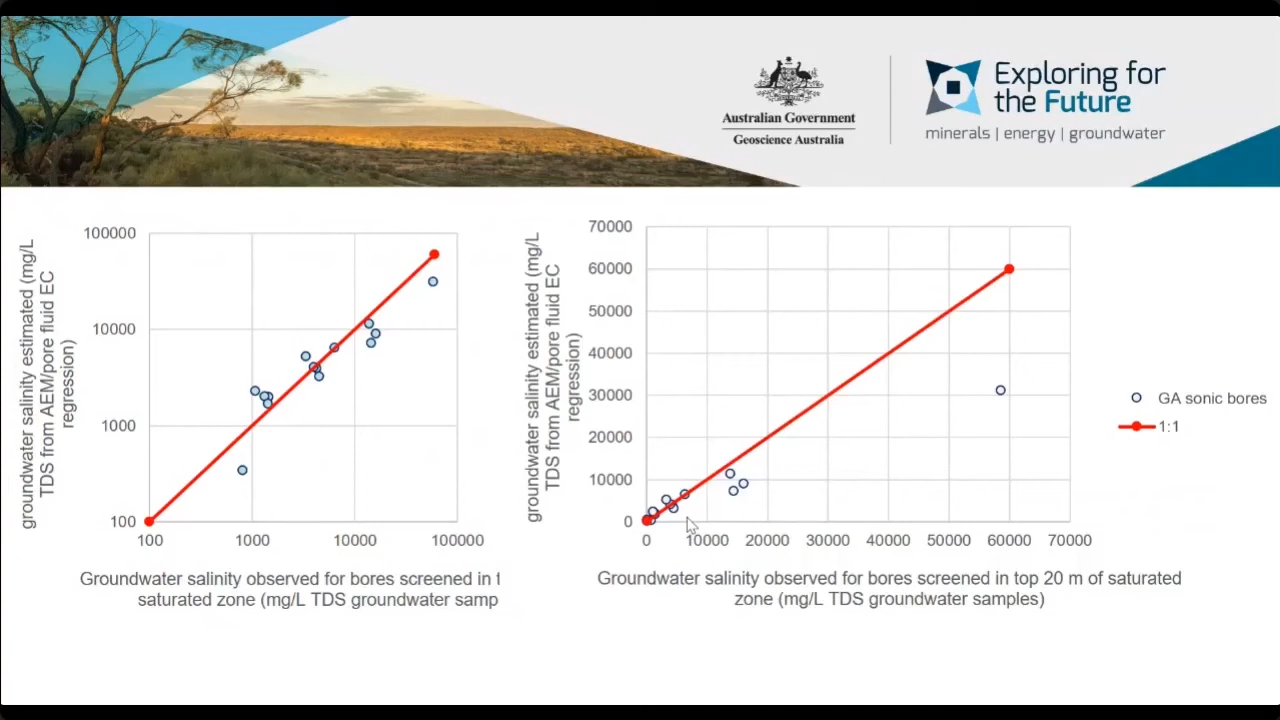 Australian Government
Geoscience Australia
Exploring for
the Future
minerals | energy | groundwater
groundwater salinity estimated (mg/L
TDS from AEM/pore fluid EC
regression)
100000
10000
1000
100
100
1000
10000
100000
Groundwater salinity observed for bores screened in t
saturated zone (mg/L TDS groundwater samp
groundwater salinity estimated (mg/L
TDS from AEM/pore fluid EC
regression)
70000
60000
50000
40000
30000
20000
10000
0
0
10000
20000
30000
40000
50000
60000
70000
Groundwater salinity observed for bores screened in top 20 m of saturated
zone (mg/L TDS groundwater samples)
GA sonic bores
1:1